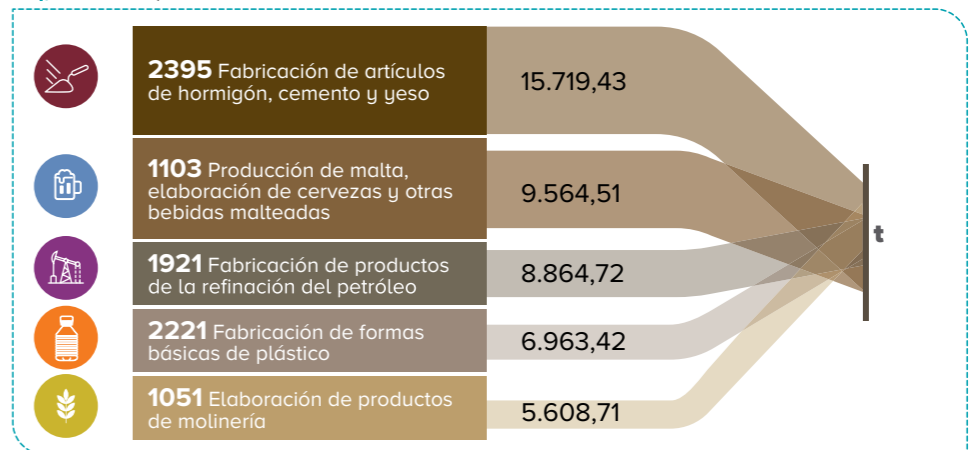 2395 Fabricación de artículos
de hormigón, cemento y yeso
15.719,43
1103 Producción de malta,
elaboración de cervezas y otras
bebidas malteadas
9.564,51
1921 Fabricación de productos
de la refinación del petróleo
8.864,72
2221 Fabricación de formas
básicas de plástico
6.963,42
1051 Elaboración de productos
de molinería
5.608,71
t